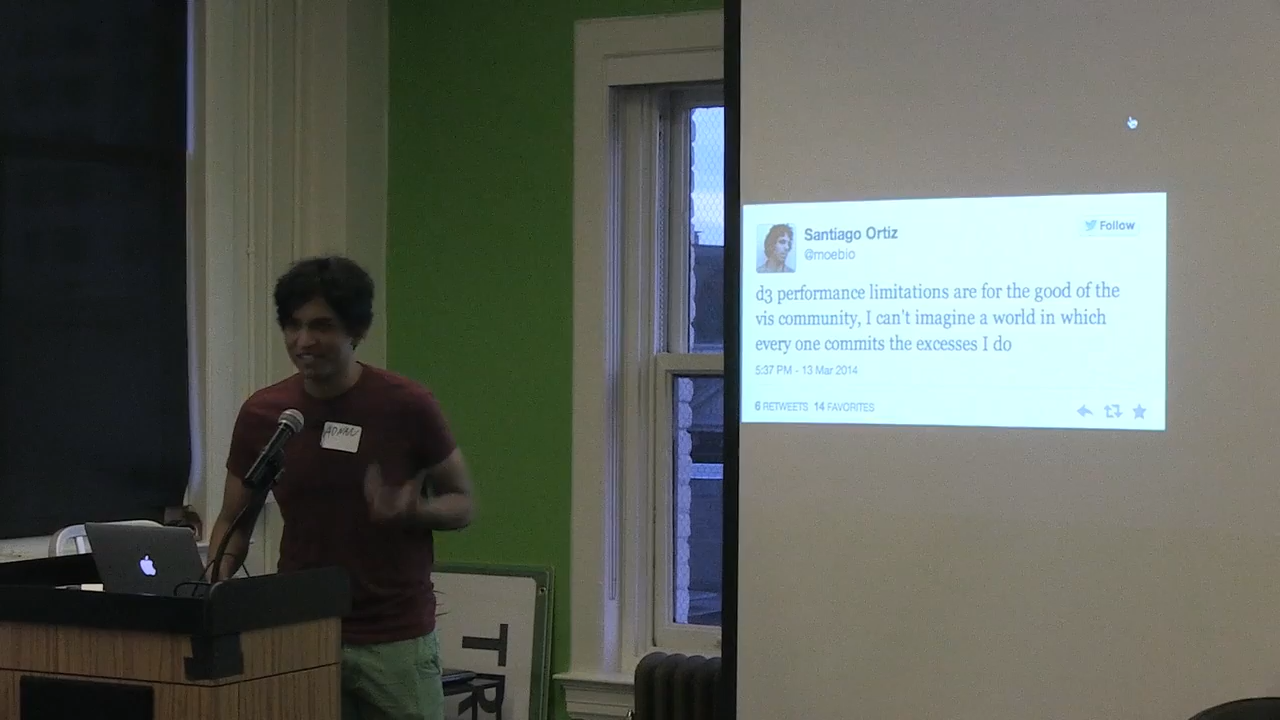 Santiago Ortiz
@moebio
Follow
d3 performance limitations are for the good of the
vis community, I can't imagine a world in which
every one commits the excesses I do
5:37 PM - 13 Mar 2014
6 RETWEETS 14 FAVORITES